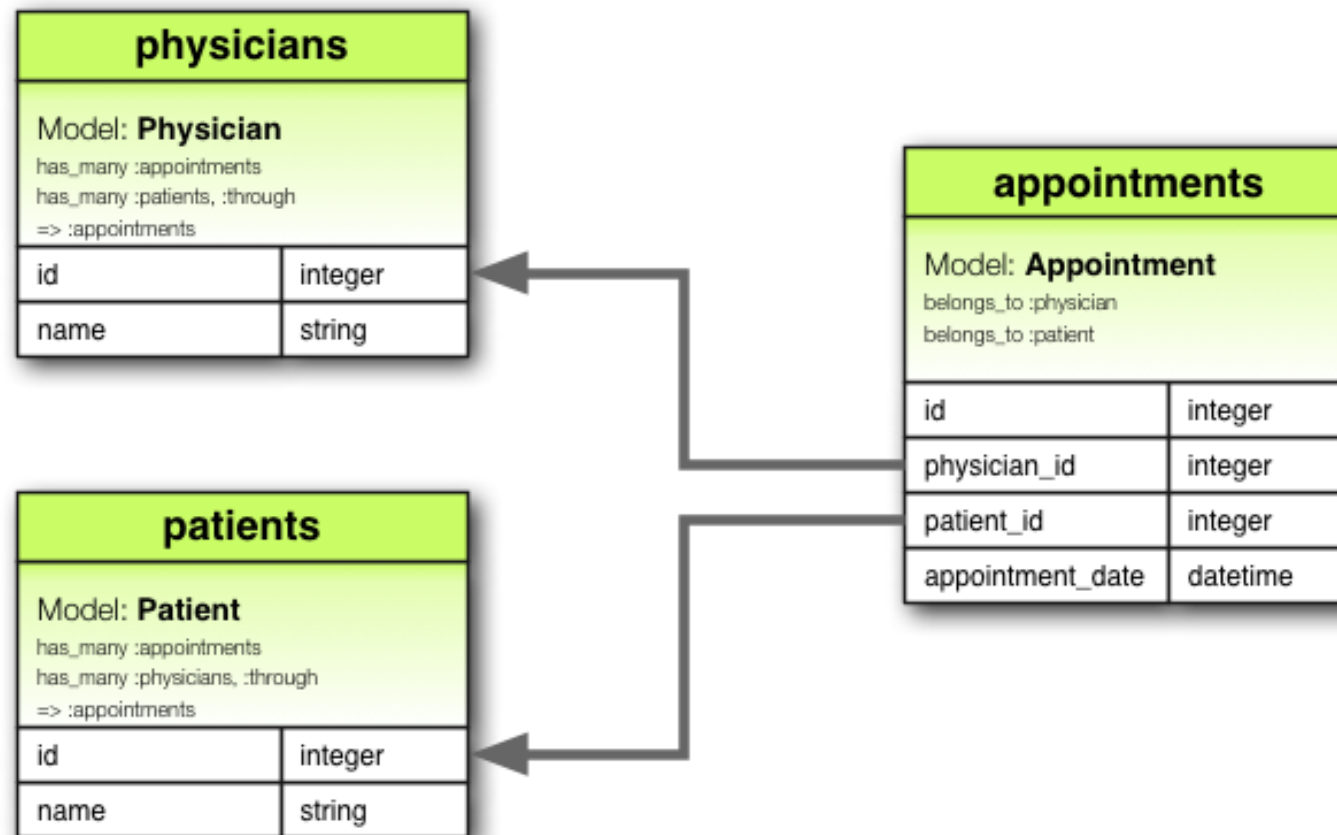 physicians
Model: Physician
has_many :appointments
has_many :patients, :through
=> :appointments
id integer
name string
appointments
Model: Appointment
belongs_to :physician
belongs_to :patient
id integer
physician_id integer
patient_id integer
appointment_date datetime
patients
Model: Patient
has_many :appointments
has_many :physicians, :through
=> :appointments
id integer
name string